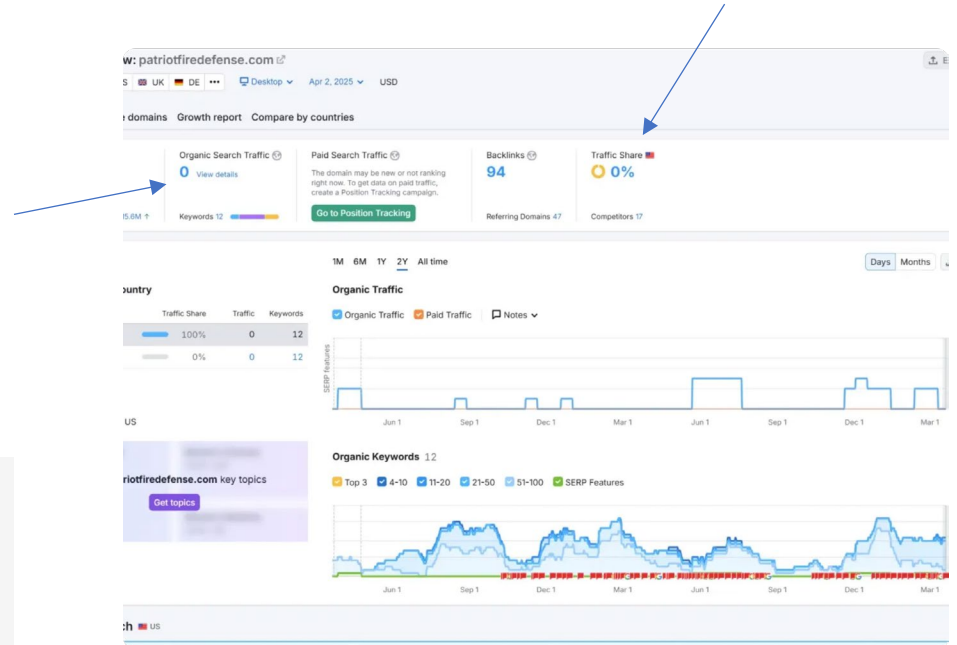 w: patriotfiredefense.com
S UK DE ••• Desktop Apr 2, 2025 USD
e domains Growth report Compare by countries
Organic Search Traffic Paid Search Traffic Backlinks Traffic Share
0 View details The domain may be new or not ranking right now. To get data on paid traffic, create a Position Tracking campaign. 94 0%
Go to Position Tracking
5.6M ↑ Keywords 12 Referring Domains 47 Competitors 17
1M 6M 1Y 2Y All time Days Months
ountry Organic Traffic
Traffic Share Traffic Keywords
Organic Traffic Paid Traffic Notes
100% 0 12
0% 0 12
SERP features
Jun 1 Sep 1 Dec 1 Mar 1 Jun 1 Sep 1 Dec 1 Mar 1
US
Organic Keywords 12
riotfiredefense.com key topics
Get topics
Top 3 4-10 11-20 21-50 51-100 SERP Features
Jun 1 Sep 1 Dec 1 Mar 1 Jun 1 Sep 1 Dec 1 Mar 1
ch US